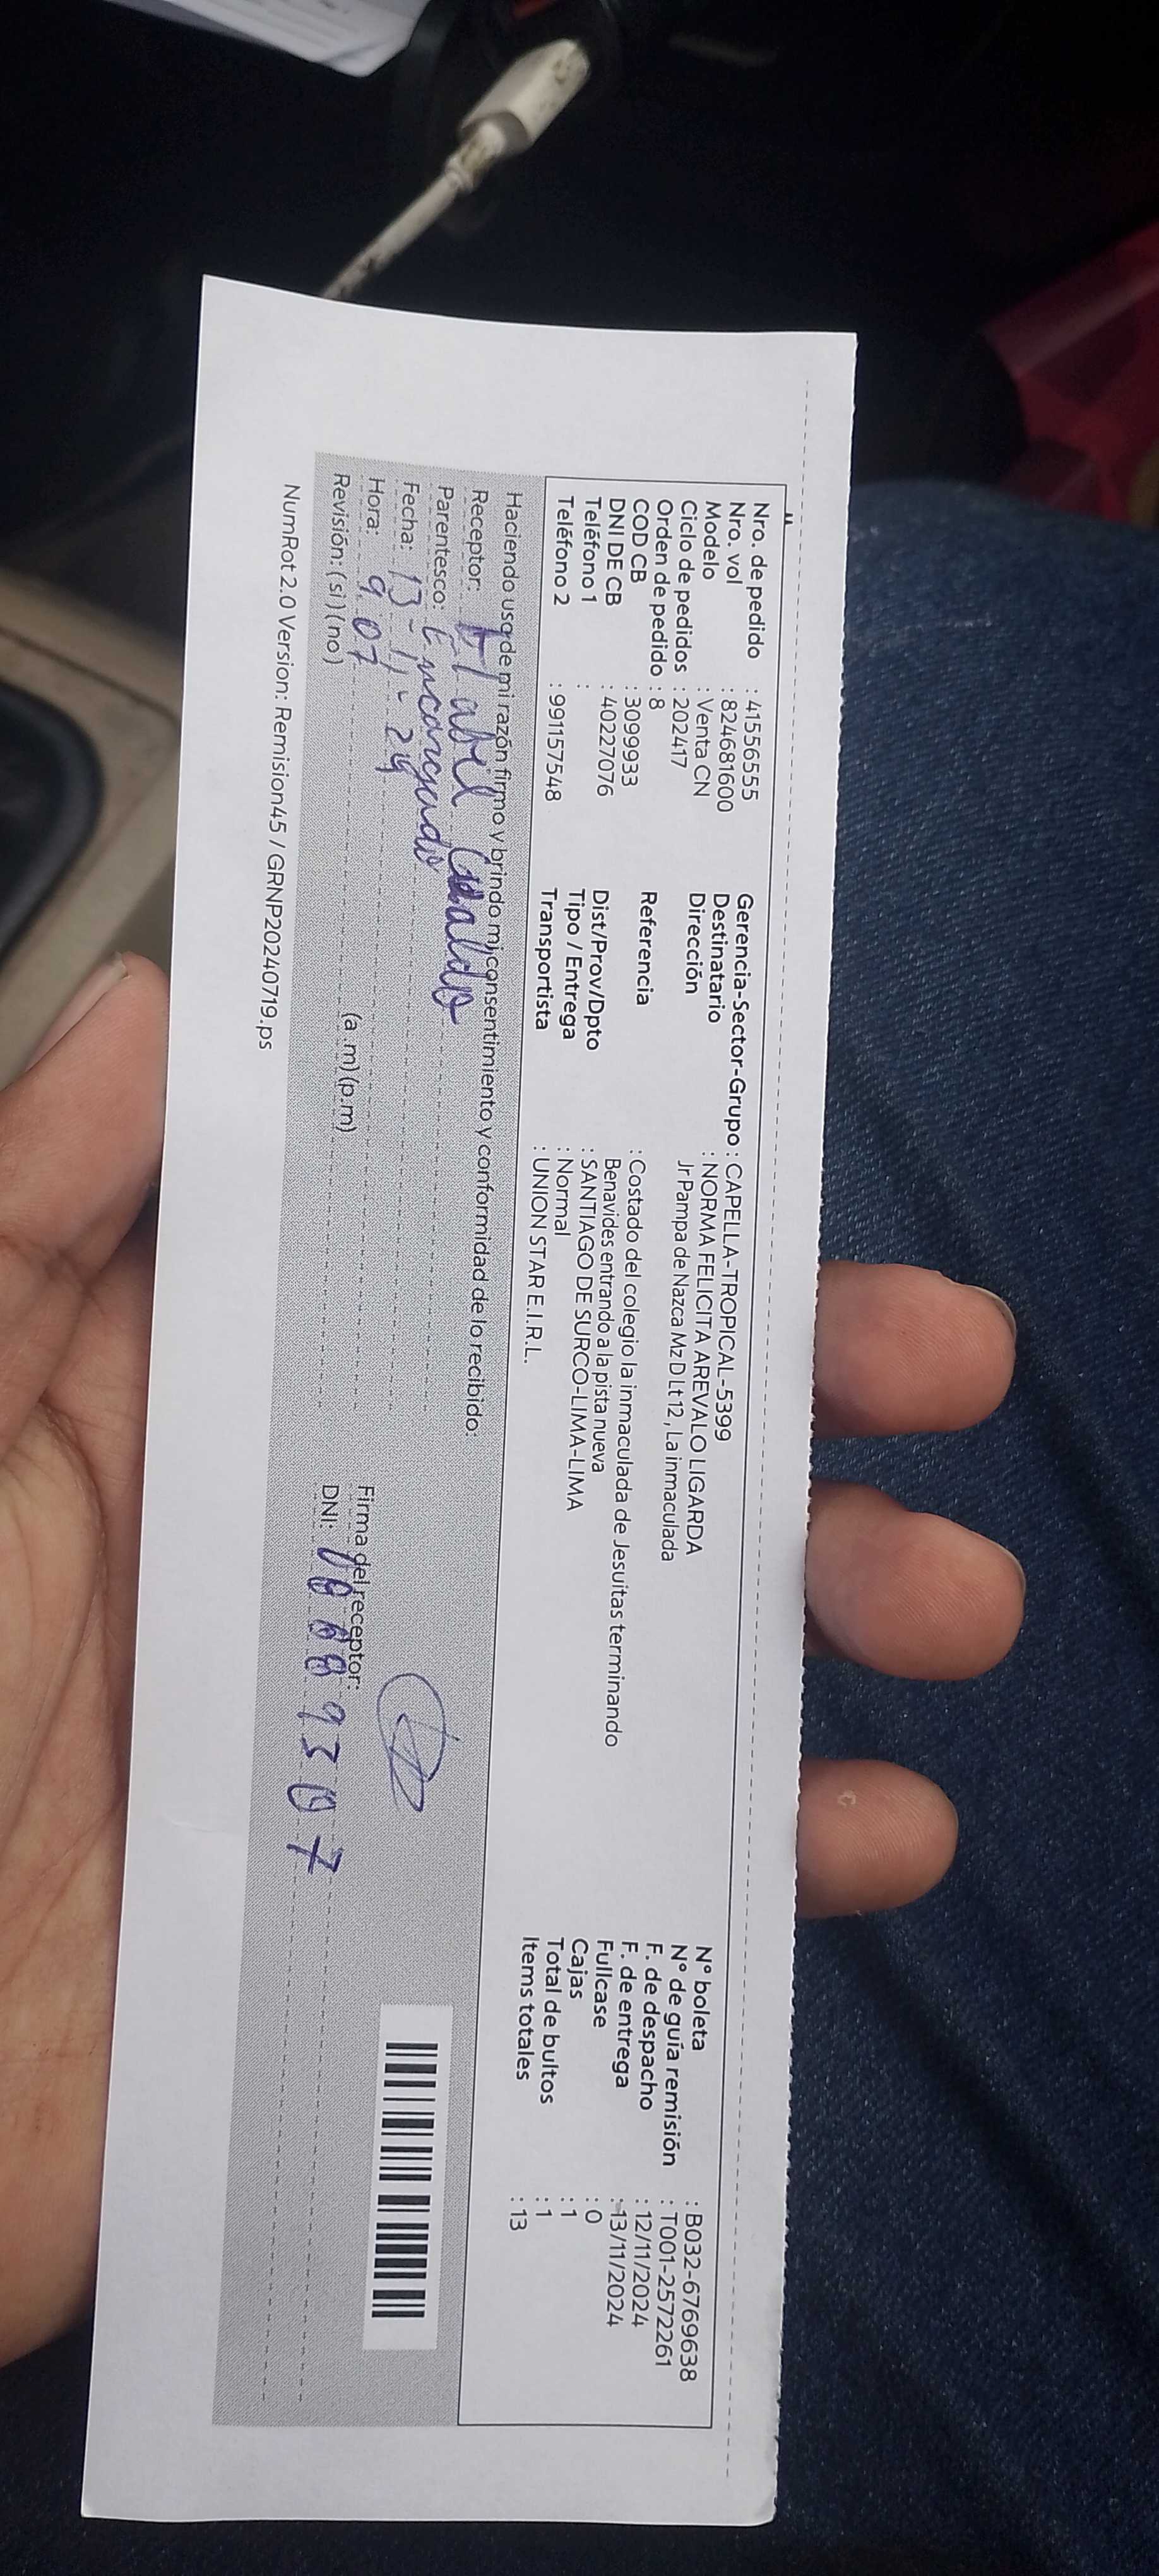 Nro. de pedido : 41556555
Nro. vol : 824681600
Modelo : Venta CN
Ciclo de pedidos : 202417
Orden de pedido : 8
COD CB : 3099933
DNI DE CB : 40227076
Teléfono 1 :
Teléfono 2 : 991157548
Gerencia-Sector-Grupo : CAPELLA-TROPICAL-5399
Destinatario : NORMA FELICITA AREVALO LIGARDA
Dirección Jr Pampa de Nazca Mz D Lt 12 , La inmaculada
Referencia : Costado del colegio la inmaculada de Jesuitas terminando
Benavides entrando a la pista nueva
Dist/Prov/Dpto : SANTIAGO DE SURCO-LIMA-LIMA
Tipo / Entrega : Normal
Transportista : UNION STAR E.I.R.L.
N° boleta : B032-6769638
N° de guía remisión : T001-2572261
F. de despacho : 12/11/2024
F. de entrega : 13/11/2024
Fullcase : 0
Cajas : 1
Total de bultos : 1
Items totales : 13
Haciendo uso de mi razón firmo y brindo mi consentimiento y conformidad de lo recibido:
Receptor:
Parentesco: Encargado
Fecha: 13-11-24
Hora: 9 07 (a.m) (p.m)
Revisión: (si) (no)
Firma del receptor:
DNI:
NumRot 2.0 Version: Remision45 / GRNP20240719.ps